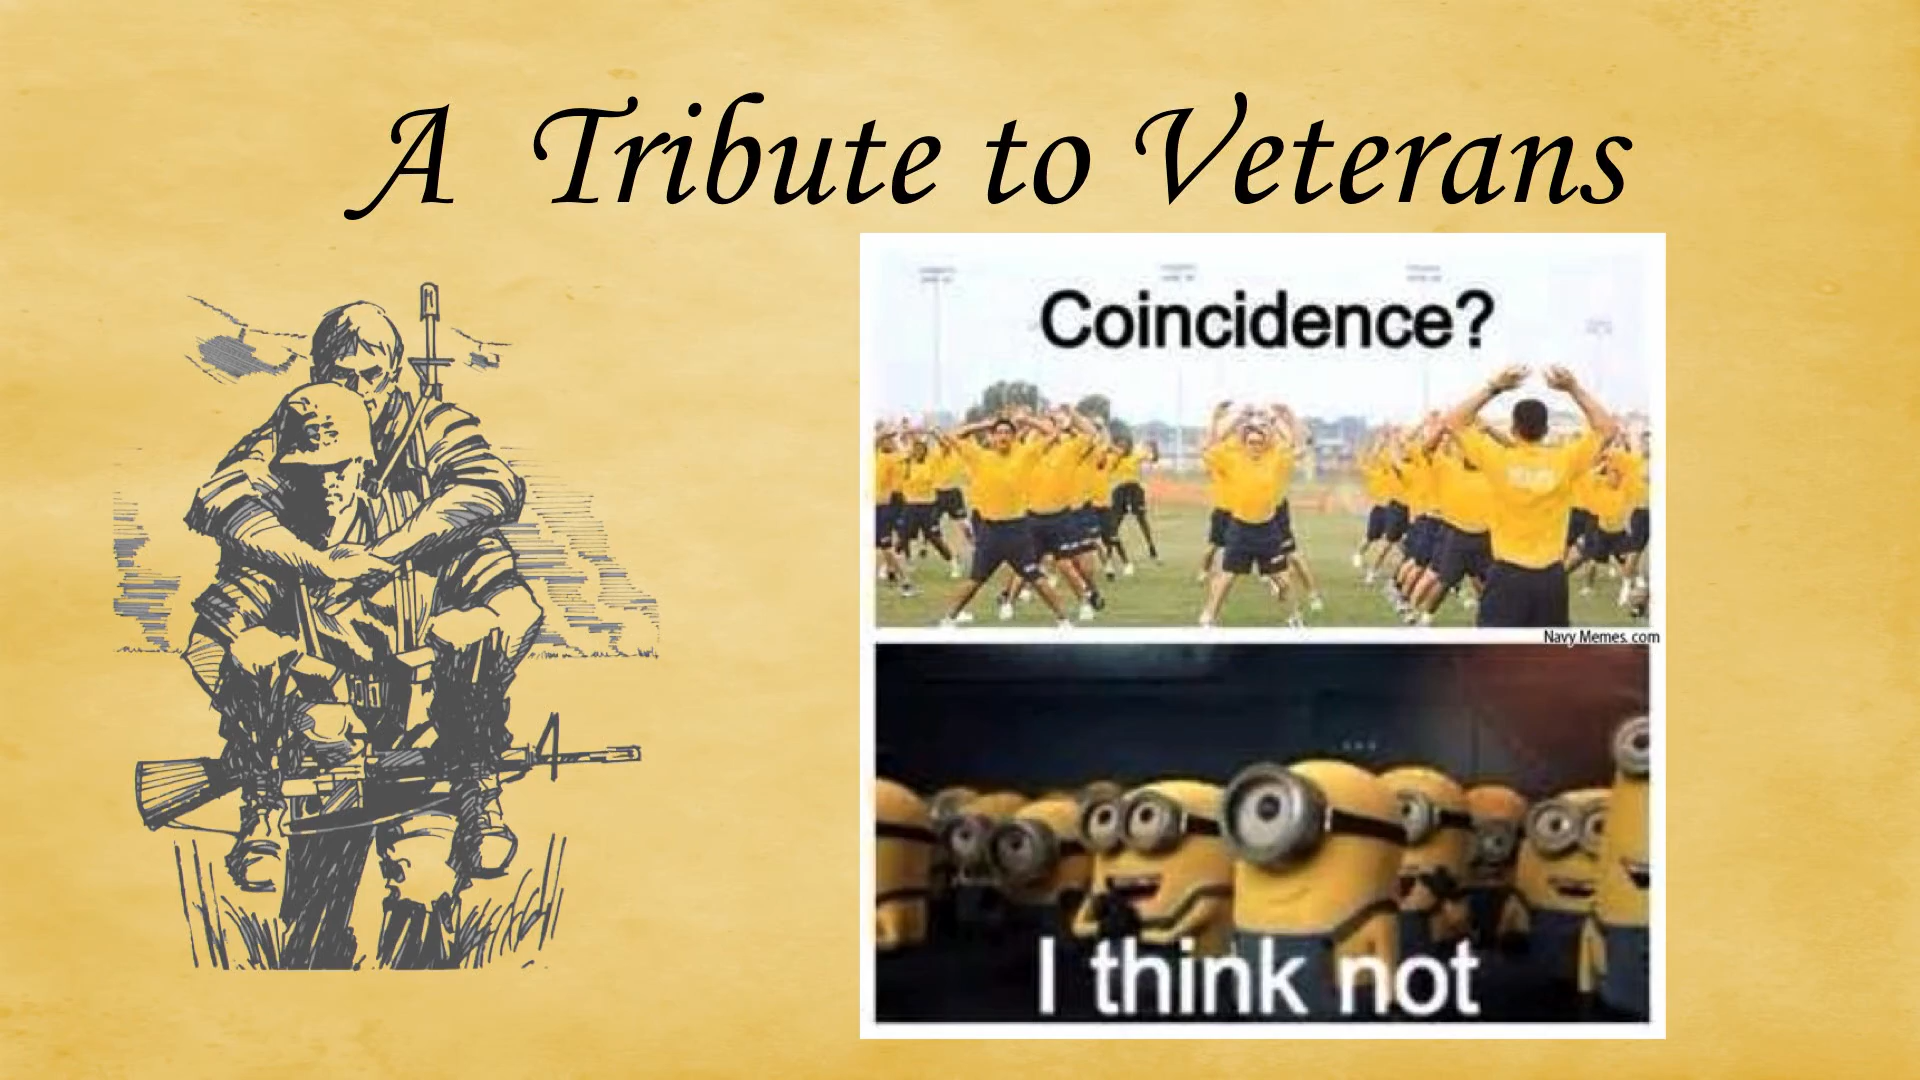 A Tribute to Veterans
Coincidence?
Navy Memes. com
I think not